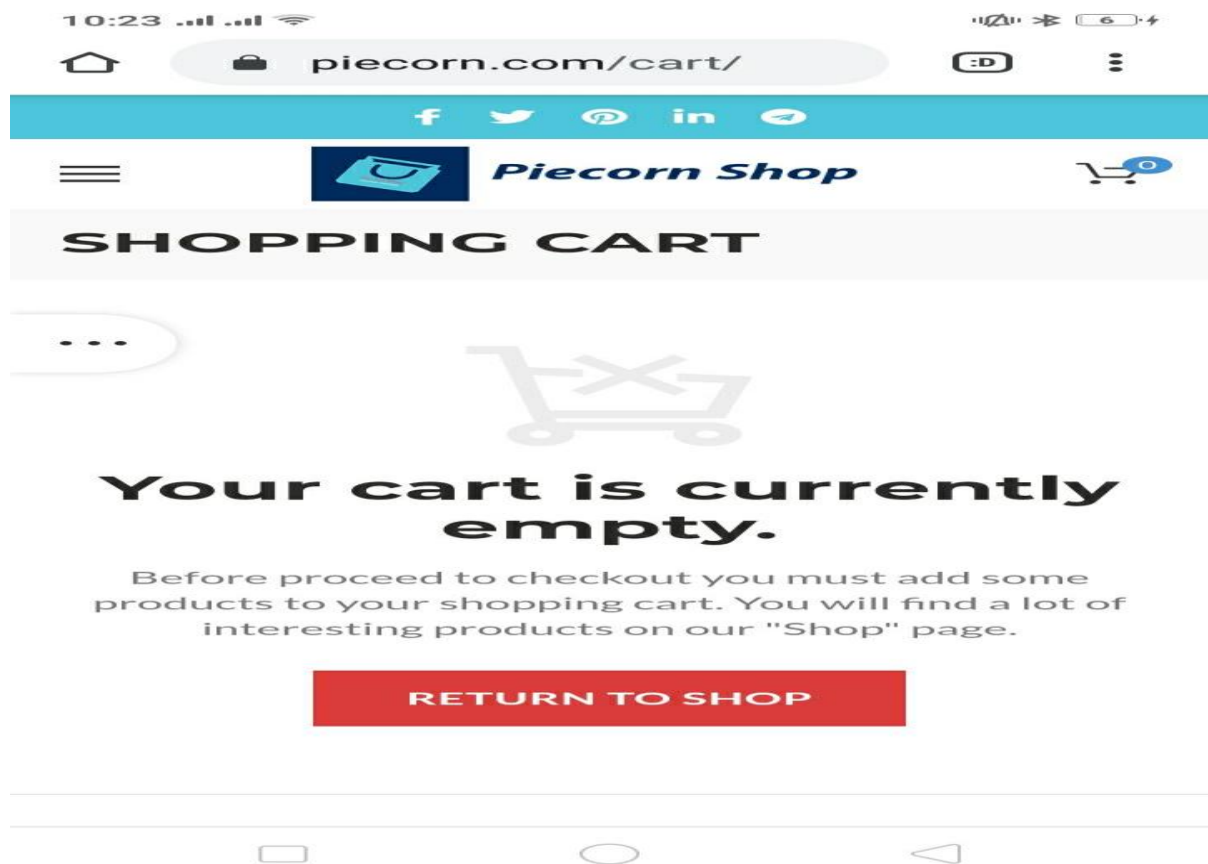 10:23
6
:D
piecorn.com/cart/
Piecorn Shop
0
SHOPPING CART
Your cart is currently
empty.
Before proceed to checkout you must add some
products to your shopping cart. You will find a lot of
interesting products on our "Shop" page.
RETURN TO SHOP